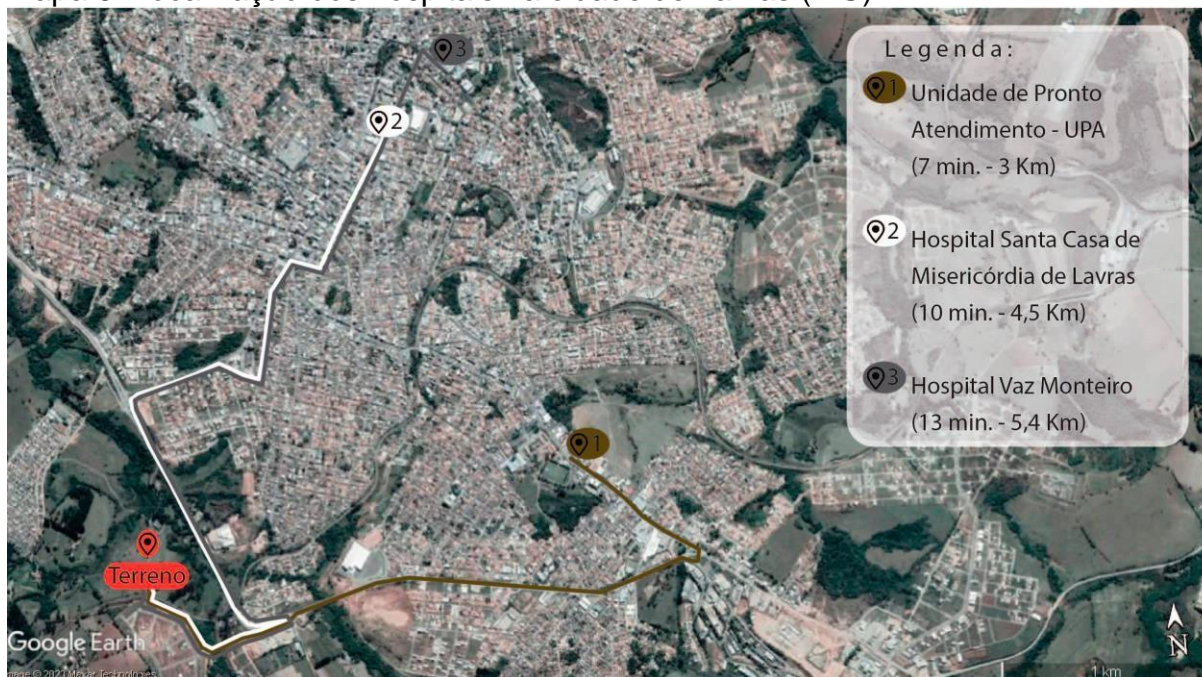 Legenda:
1 Unidade de Pronto
Atendimento - UPA
(7 min. - 3 Km)
2 Hospital Santa Casa de
Misericórdia de Lavras
(10 min. - 4,5 Km)
3 Hospital Vaz Monteiro
(13 min. - 5,4 Km)
3
2
1
Terreno
Google Earth
N
1 km